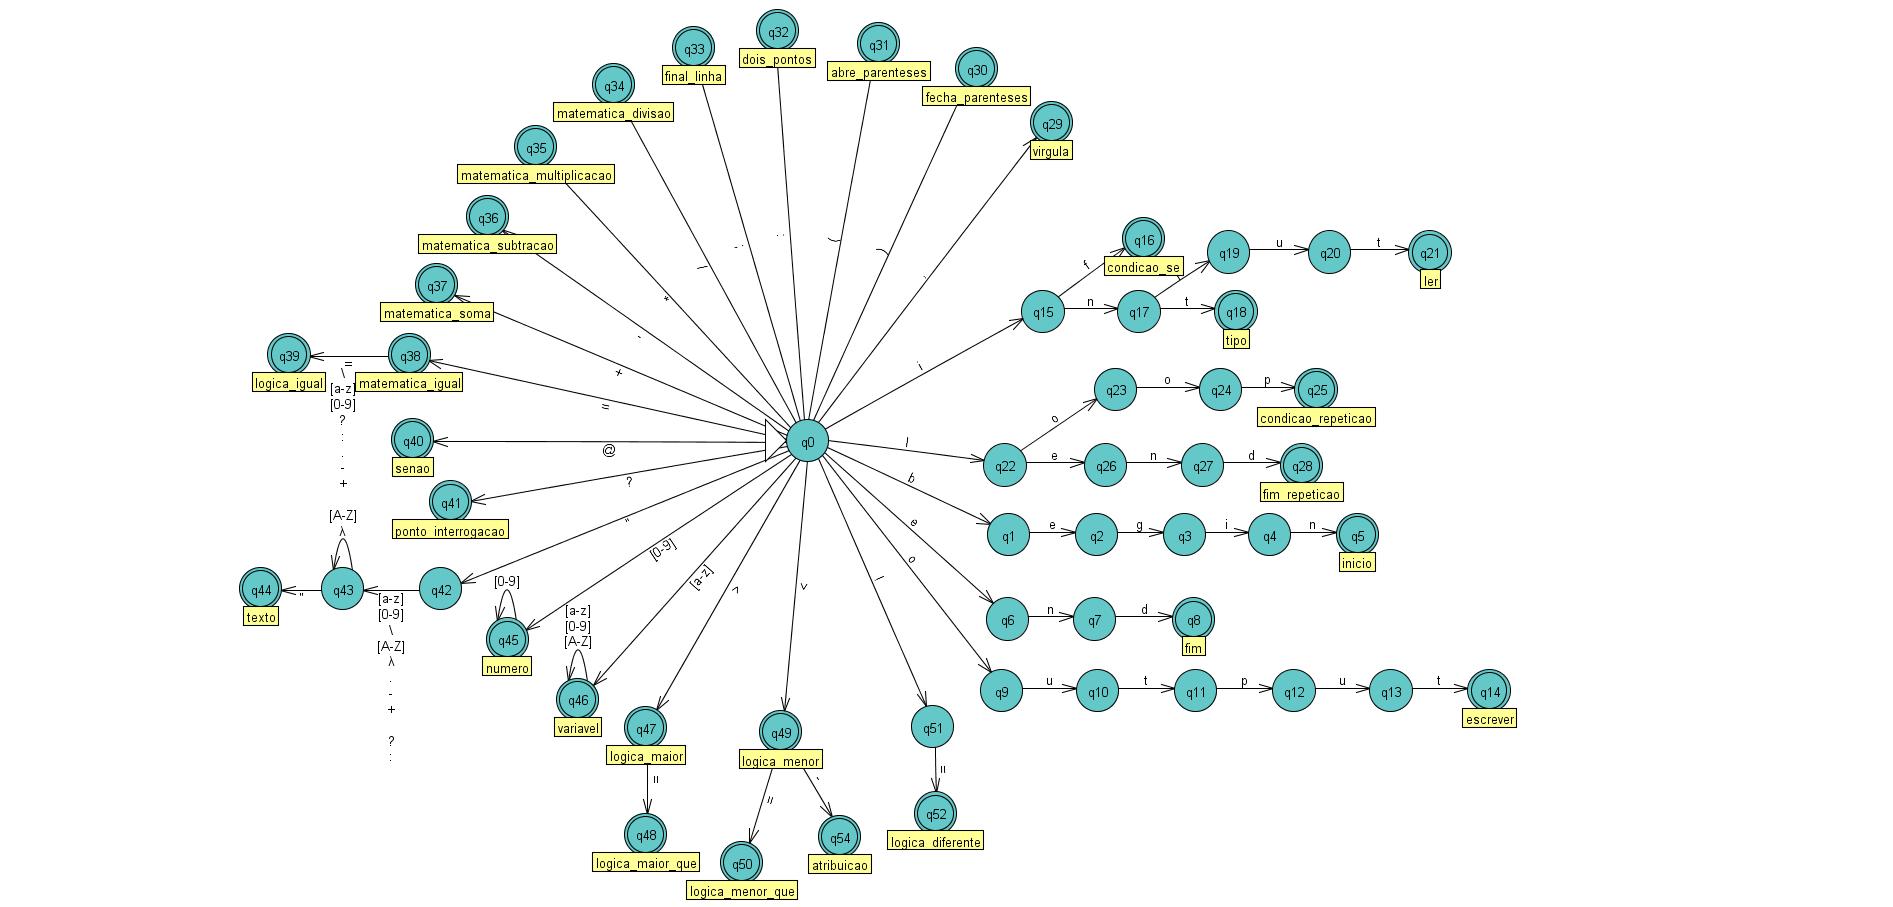 q32
dois_pontos
q31
abre_parenteses
q33
final_linha
q30
fecha_parenteses
q34
matematica_divisao
q29
virgula
q35
matematica_multiplicacao
q36
matematica_subtracao
q37
matematica_soma
q39
logica_igual
=
q38
matematica_igual
\
[a-z]
[0-9]
?
:
.
-
+
[A-Z]
λ
q40
senao
q41
ponto_interrogacao
q0
/
;
:
(
)
,
*
-
+
=
@
?
"
[0-9]
[a-z]
>
<
!
i
l
b
e
o
q15
f
q16
condicao_se
n
q17
q19
u
q20
t
q21
ler
t
q18
tipo
q22
o
q23
o
q24
p
q25
condicao_repeticao
e
q26
n
q27
d
q28
fim_repeticao
q1
e
q2
g
q3
i
q4
n
q5
inicio
q6
n
q7
d
q8
fim
q9
u
q10
t
q11
p
q12
u
q13
t
q14
escrever
q44
texto
"
q43
q42
[a-z]
[0-9]
\
[A-Z]
λ
.
-
+
?
:
[0-9]
q45
numero
[a-z]
[0-9]
[A-Z]
q46
variavel
q47
logica_maior
=
q48
logica_maior_que
q49
logica_menor
=
q50
logica_menor_que
-
q54
atribuicao
q51
=
q52
logica_diferente